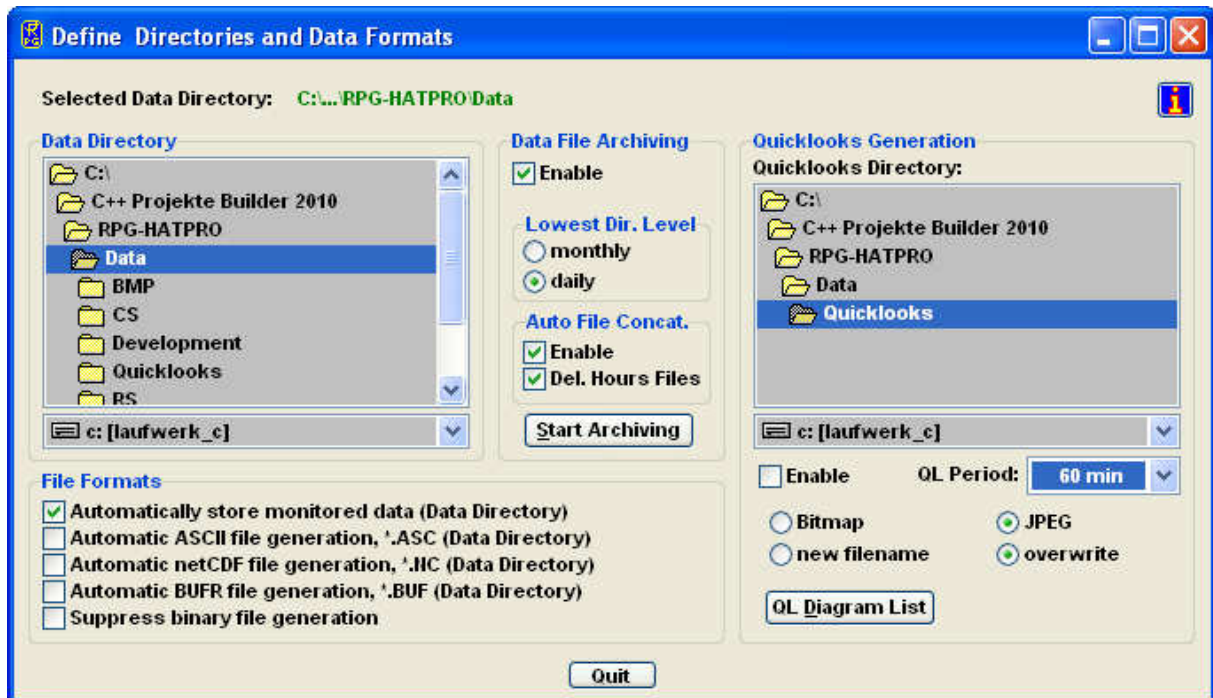 Define Directories and Data Formats
Selected Data Directory: C:\...\RPG-HATPRO\Data
Data Directory
C:\
C++ Projekte Builder 2010
RPG-HATPRO
Data
BMP
CS
Development
Quicklooks
RS
c: [laufwerk_c]
Data File Archiving
Enable
Lowest Dir. Level
monthly
daily
Auto File Concat.
Enable
Del. Hours Files
Start Archiving
Quicklooks Generation
Quicklooks Directory:
C:\
C++ Projekte Builder 2010
RPG-HATPRO
Data
Quicklooks
c: [laufwerk_c]
Enable QL Period: 60 min
Bitmap JPEG
new filename overwrite
QL Diagram List
File Formats
Automatically store monitored data (Data Directory)
Automatic ASCII file generation, *.ASC (Data Directory)
Automatic netCDF file generation, *.NC (Data Directory)
Automatic BUFR file generation, *.BUF (Data Directory)
Suppress binary file generation
Quit